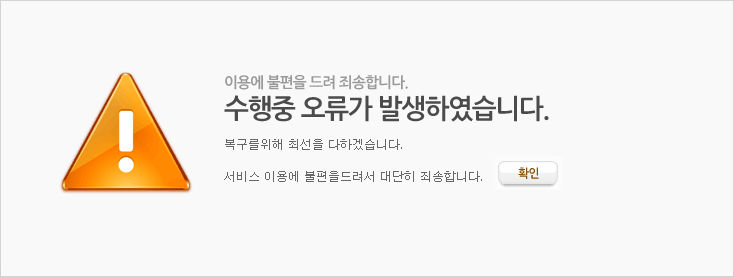 이용에 불편을 드려 죄송합니다.
수행중 오류가 발생하였습니다.
복구를위해 최선을 다하겠습니다.
서비스 이용에 불편을드려서 대단히 죄송합니다.
확인